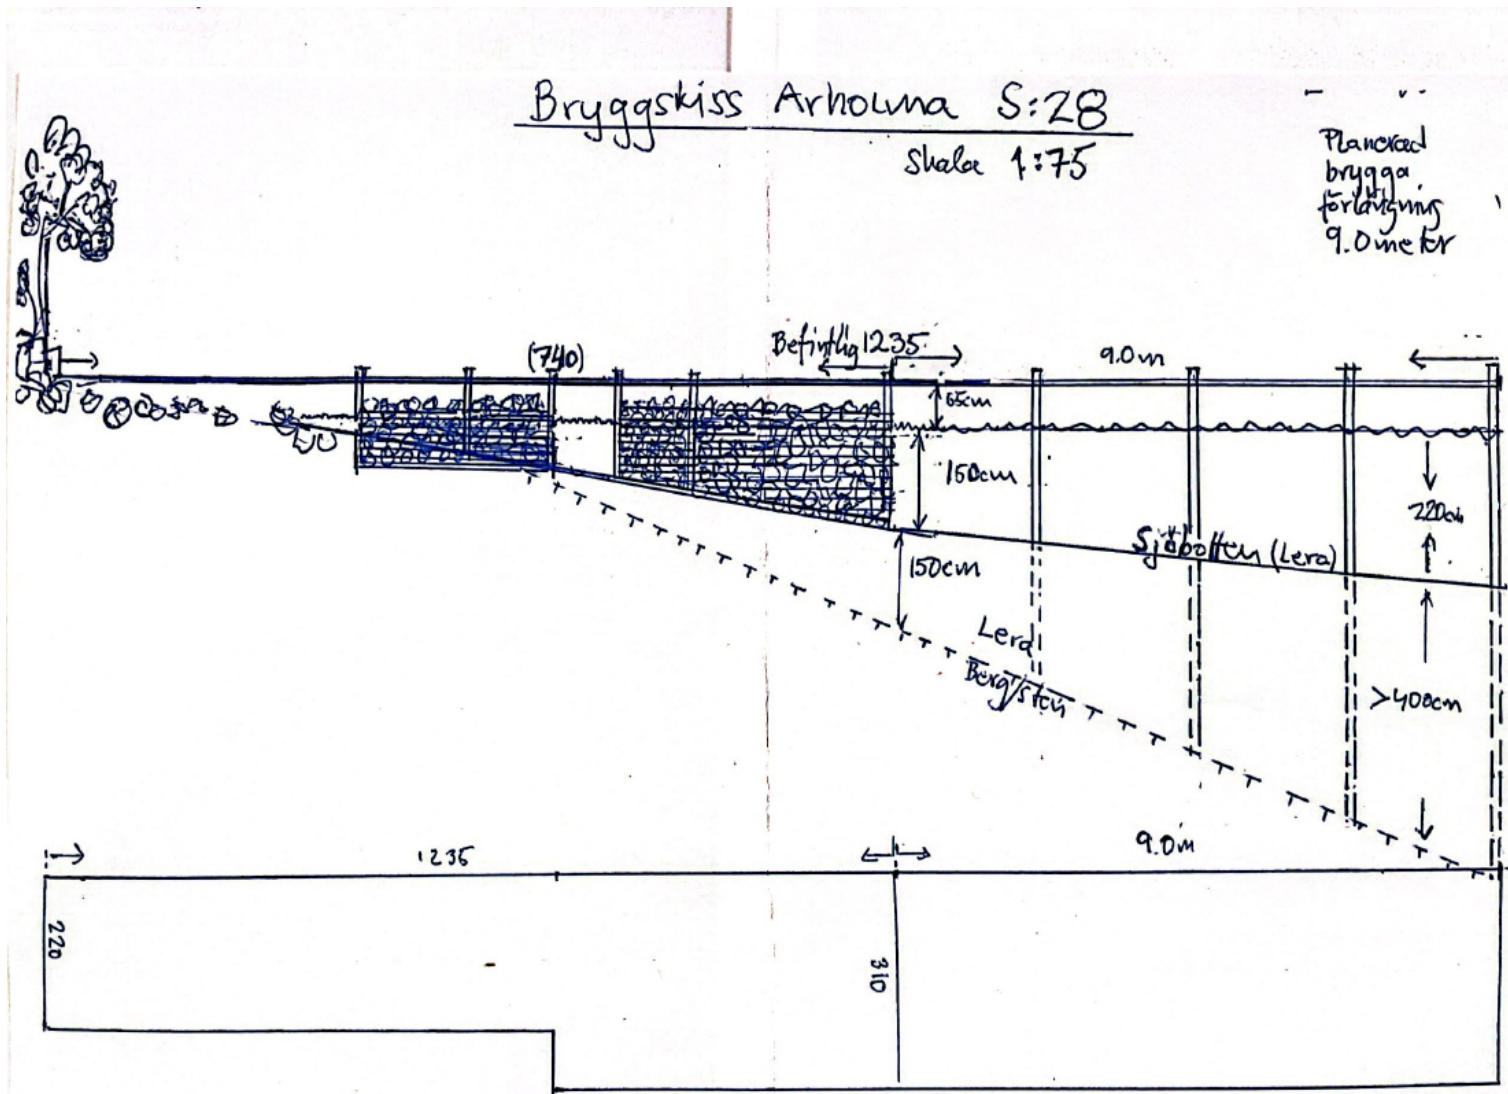 Bryggskiss Arholma S:28
Skala 1:75
Planerad
brygga
förlängning
9.0 meter
(740)
Befintlig 1235
9.0 m
65cm
150cm
220cm
Sjöbotten (Lera)
150cm
Lera
Berg/sten
>400cm
1235
9.0m
220
310